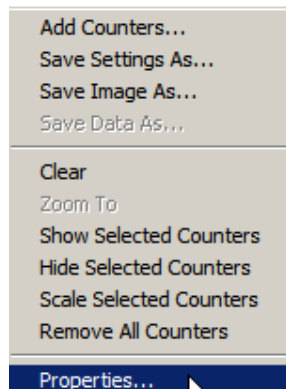 Add Counters...
Save Settings As...
Save Image As...
Save Data As...
Clear
Zoom To
Show Selected Counters
Hide Selected Counters
Scale Selected Counters
Remove All Counters
Properties...